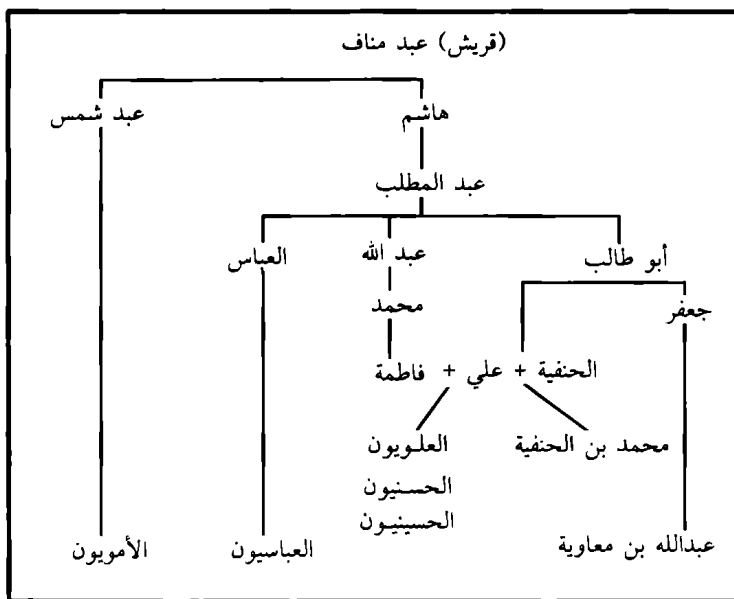 (قريش) عبد مناف
هاشم
عبد شمس
عبد المطلب
أبو طالب
عبد الله
العباس
جعفر
محمد
الحنفية + علي + فاطمة
محمد بن الحنفية
العلويون
الحسنيون
الحسينيون
عبدالله بن معاوية
العباسيون
الأمويون